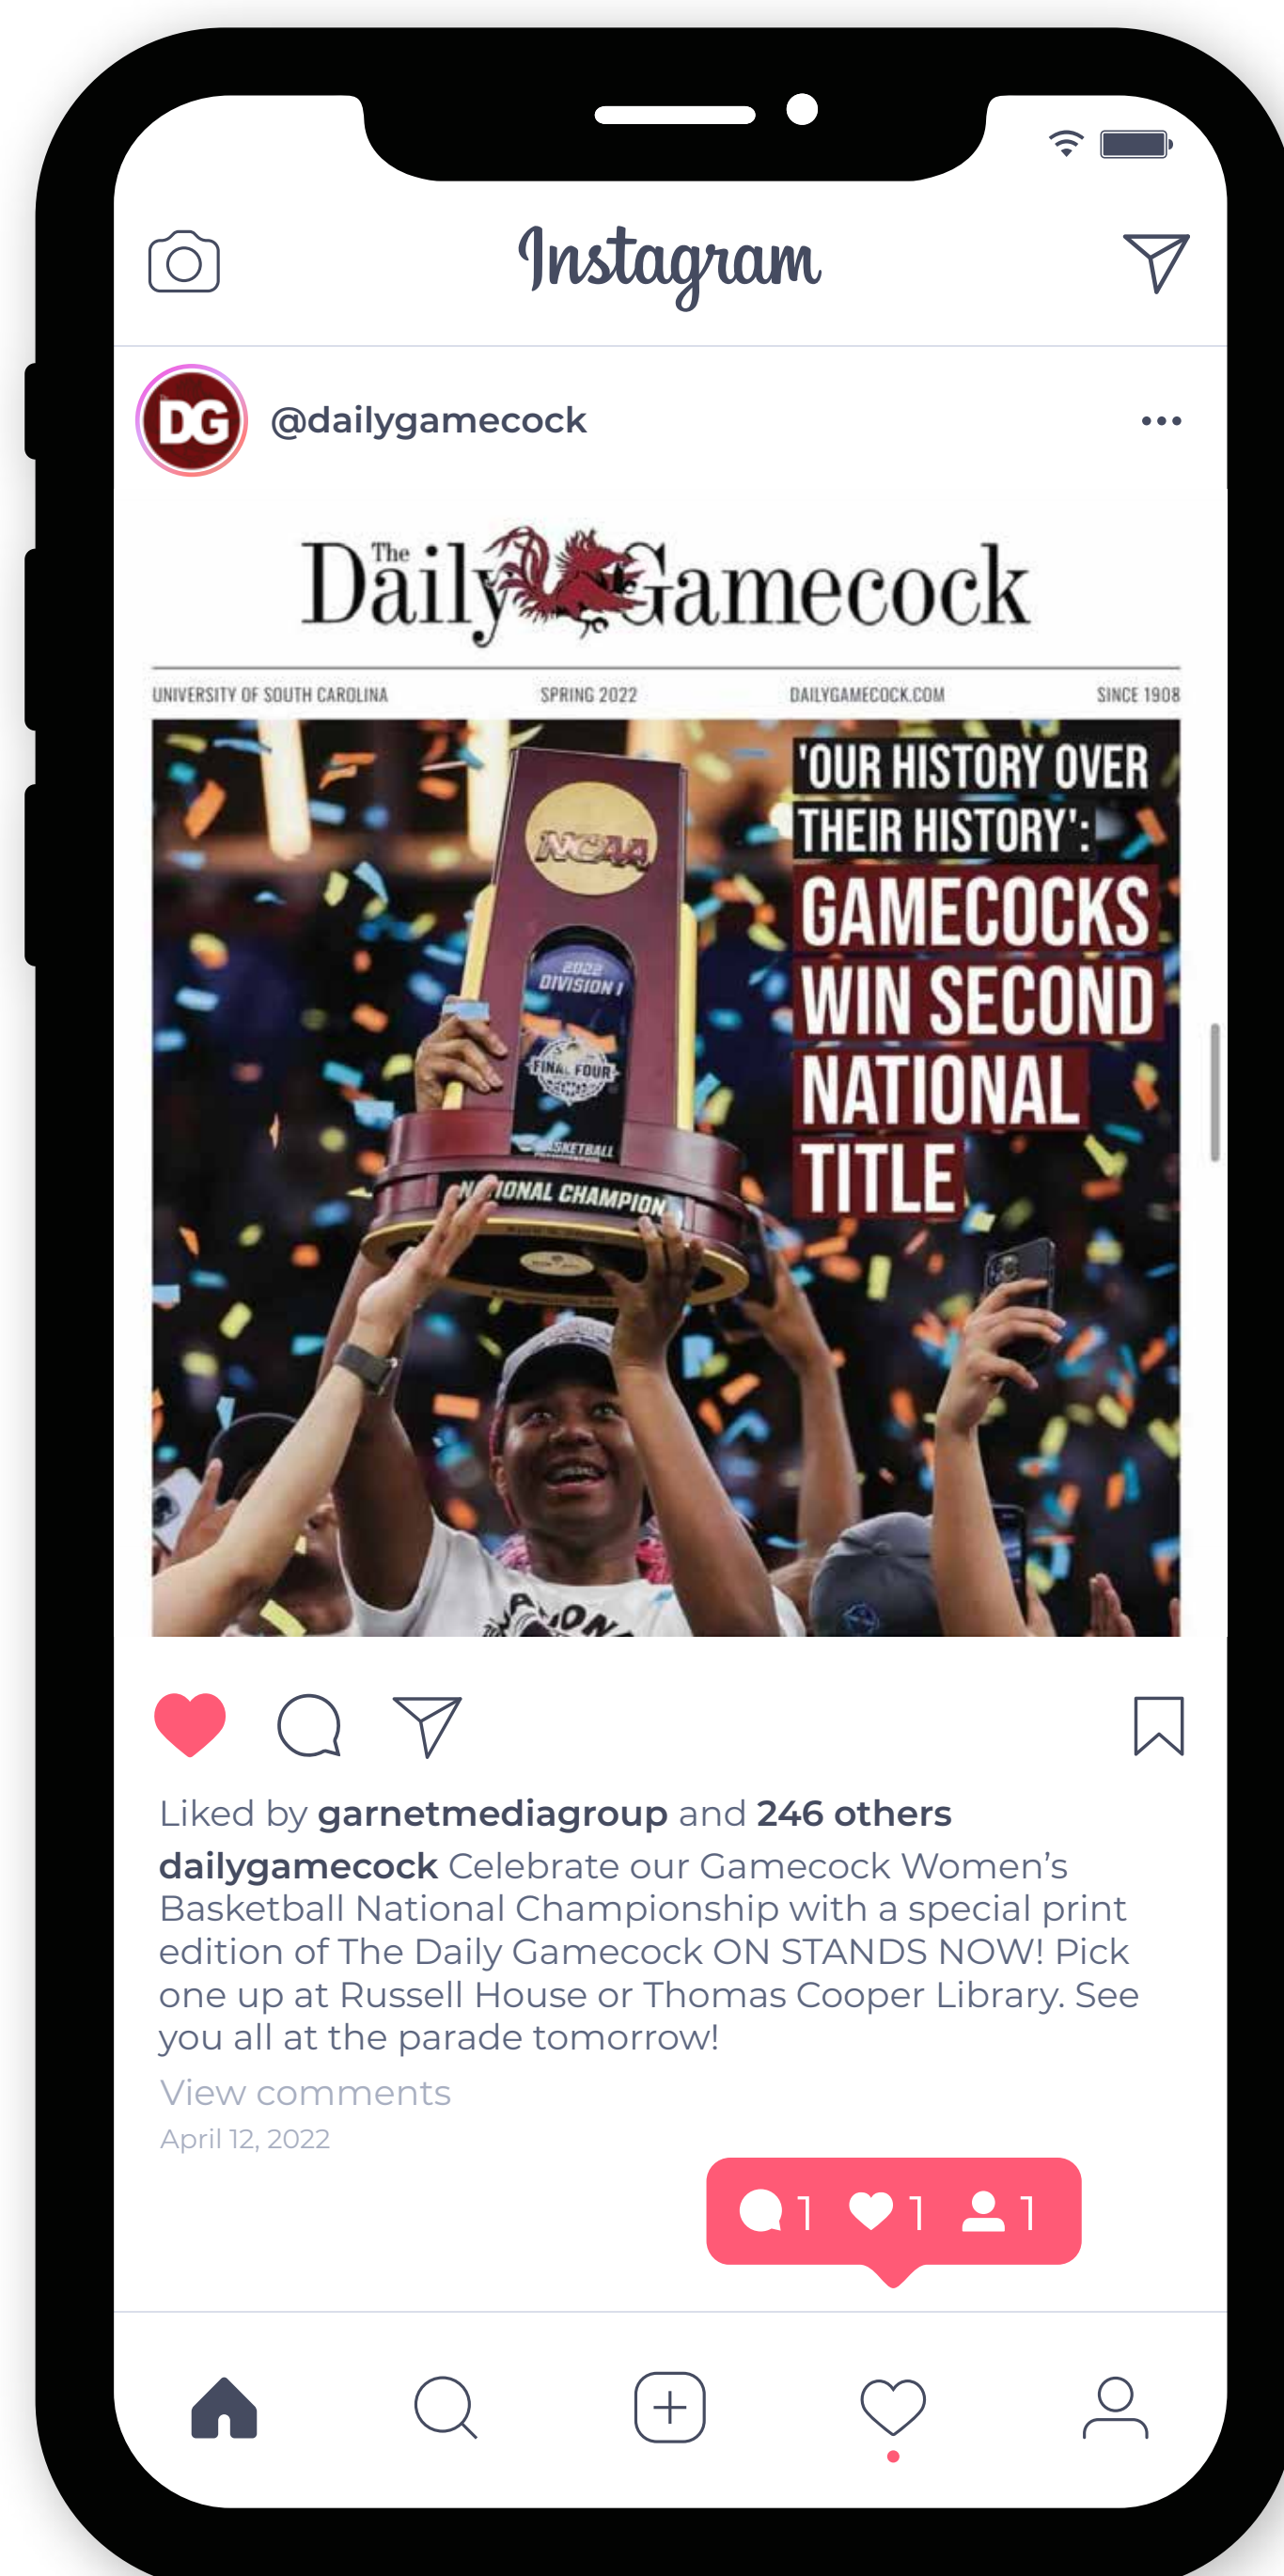 Instagram
DG
@dailygamecock
The
Daily Gamecock
UNIVERSITY OF SOUTH CAROLINA SPRING 2022 DAILYGAMECOCK.COM SINCE 1908
'OUR HISTORY OVER
THEIR HISTORY':
GAMECOCKS
WIN SECOND
NATIONAL
TITLE
NCAA
2022
DIVISION I
FINAL FOUR
NATIONAL CHAMPION
Liked by garnetmediagroup and 246 others
dailygamecock Celebrate our Gamecock Women's
Basketball National Championship with a special print
edition of The Daily Gamecock ON STANDS NOW! Pick
one up at Russell House or Thomas Cooper Library. See
you all at the parade tomorrow!
View comments
April 12, 2022
1 1 1